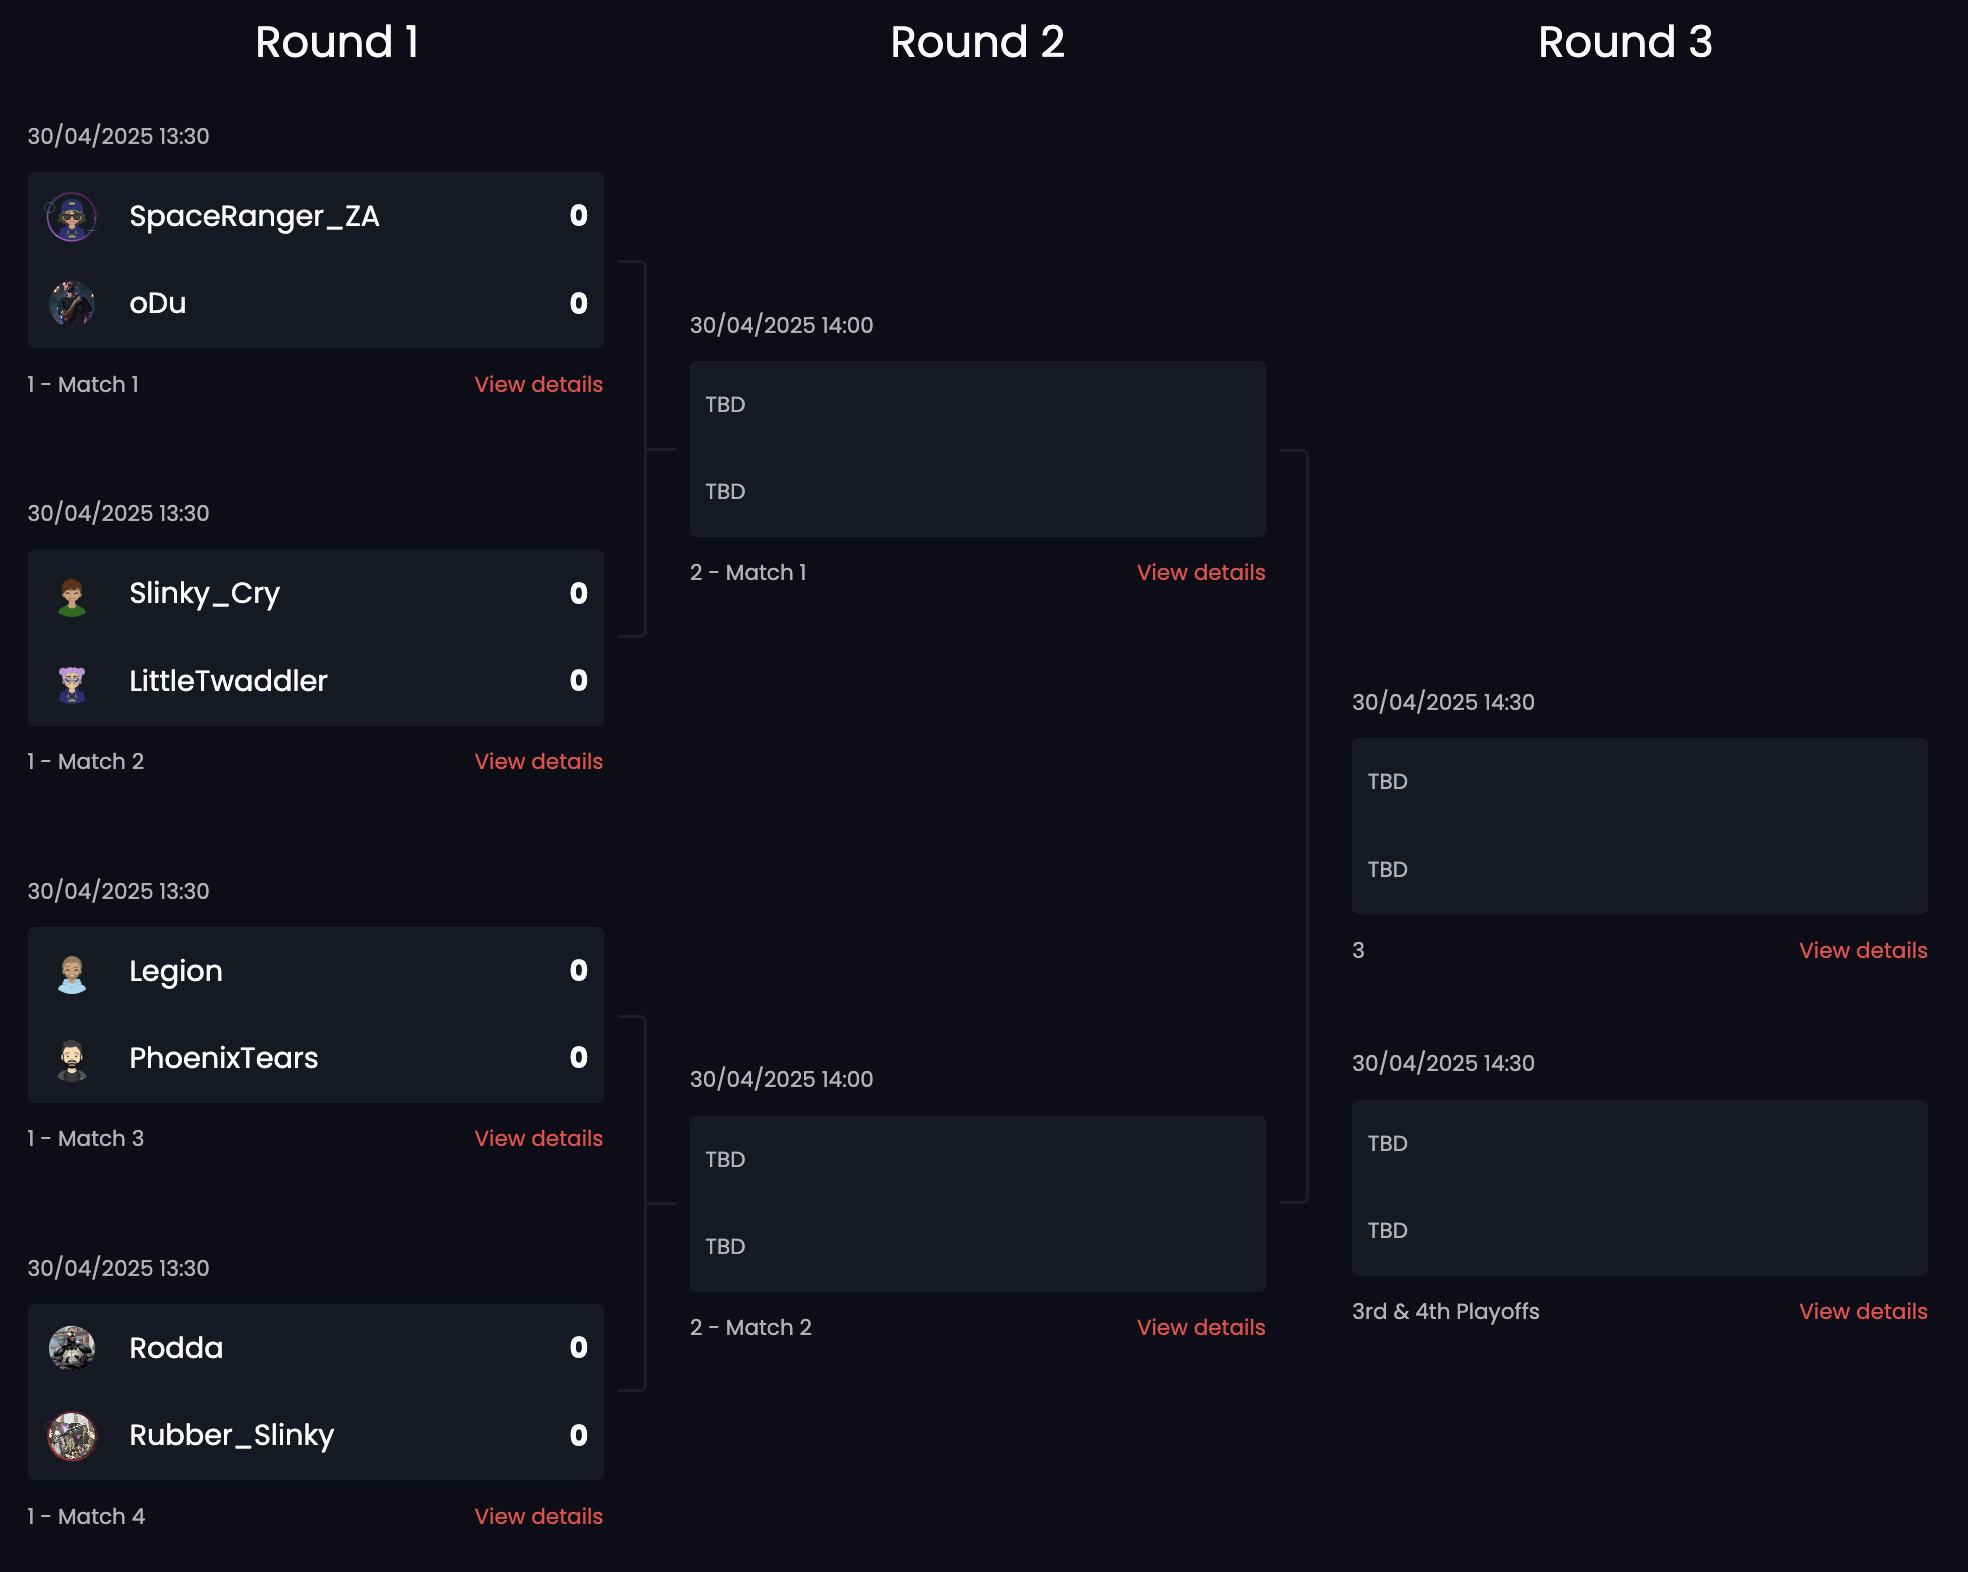 Round 1
30/04/2025 13:30
SpaceRanger_ZA 0
oDu 0
1 - Match 1 View details
30/04/2025 13:30
Slinky_Cry 0
LittleTwaddler 0
1 - Match 2 View details
30/04/2025 13:30
Legion 0
PhoenixTears 0
1 - Match 3 View details
30/04/2025 13:30
Rodda 0
Rubber_Slinky 0
1 - Match 4 View details
Round 2
30/04/2025 14:00
TBD
TBD
2 - Match 1 View details
30/04/2025 14:00
TBD
TBD
2 - Match 2 View details
Round 3
30/04/2025 14:30
TBD
TBD
3 View details
30/04/2025 14:30
TBD
TBD
3rd & 4th Playoffs View details